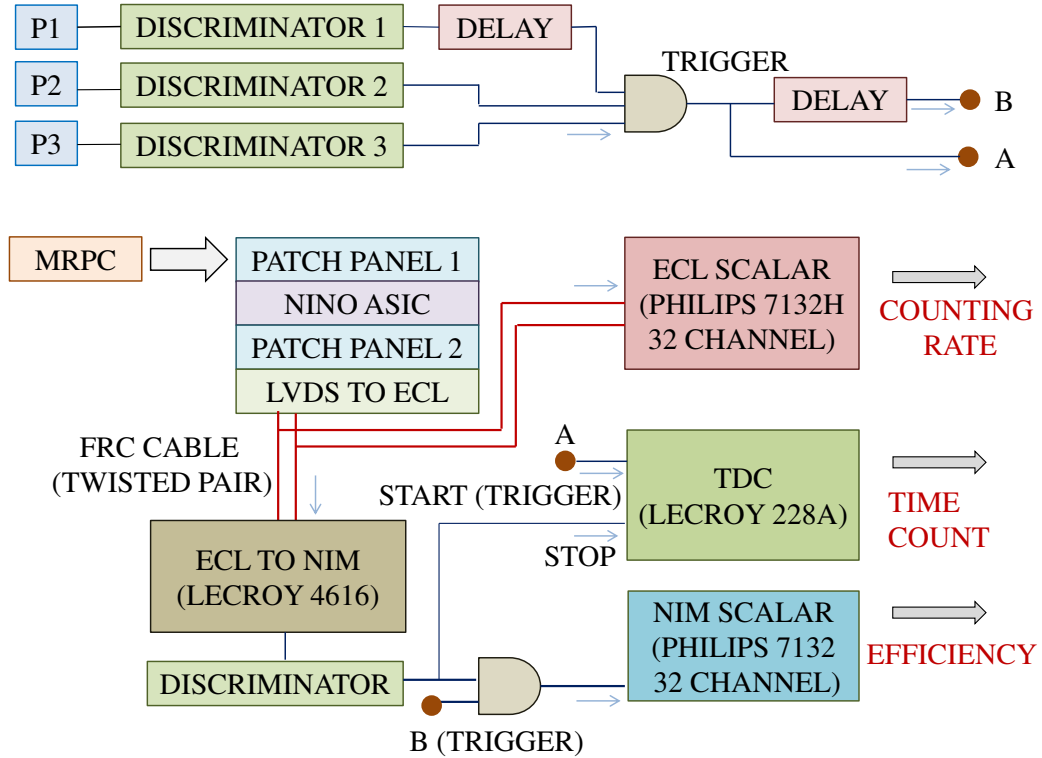 P1
DISCRIMINATOR 1
DELAY
P2
DISCRIMINATOR 2
P3
DISCRIMINATOR 3
TRIGGER
DELAY
B
A
MRPC
PATCH PANEL 1
NINO ASIC
PATCH PANEL 2
LVDS TO ECL
ECL SCALAR
(PHILIPS 7132H
32 CHANNEL)
COUNTING
RATE
FRC CABLE
(TWISTED PAIR)
A
START (TRIGGER)
STOP
TDC
(LECROY 228A)
TIME
COUNT
ECL TO NIM
(LECROY 4616)
DISCRIMINATOR
B (TRIGGER)
NIM SCALAR
(PHILIPS 7132
32 CHANNEL)
EFFICIENCY